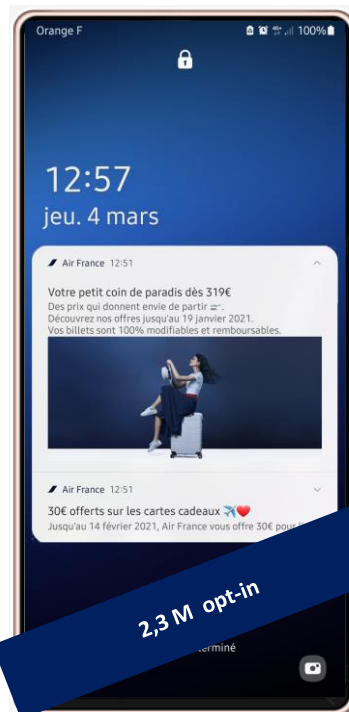 Orange F 100%
12:57
jeu. 4 mars
Air France 12:51
Votre petit coin de paradis dès 319€
Des prix qui donnent envie de partir
Découvrez nos offres jusqu'au 19 janvier 2021.
Vos billets sont 100% modifiables et remboursables.
Air France 12:51
30€ offerts sur les cartes cadeaux ✈️❤️
Jusqu'au 14 février 2021, Air France vous offre 30€ pour
2,3 M opt-in